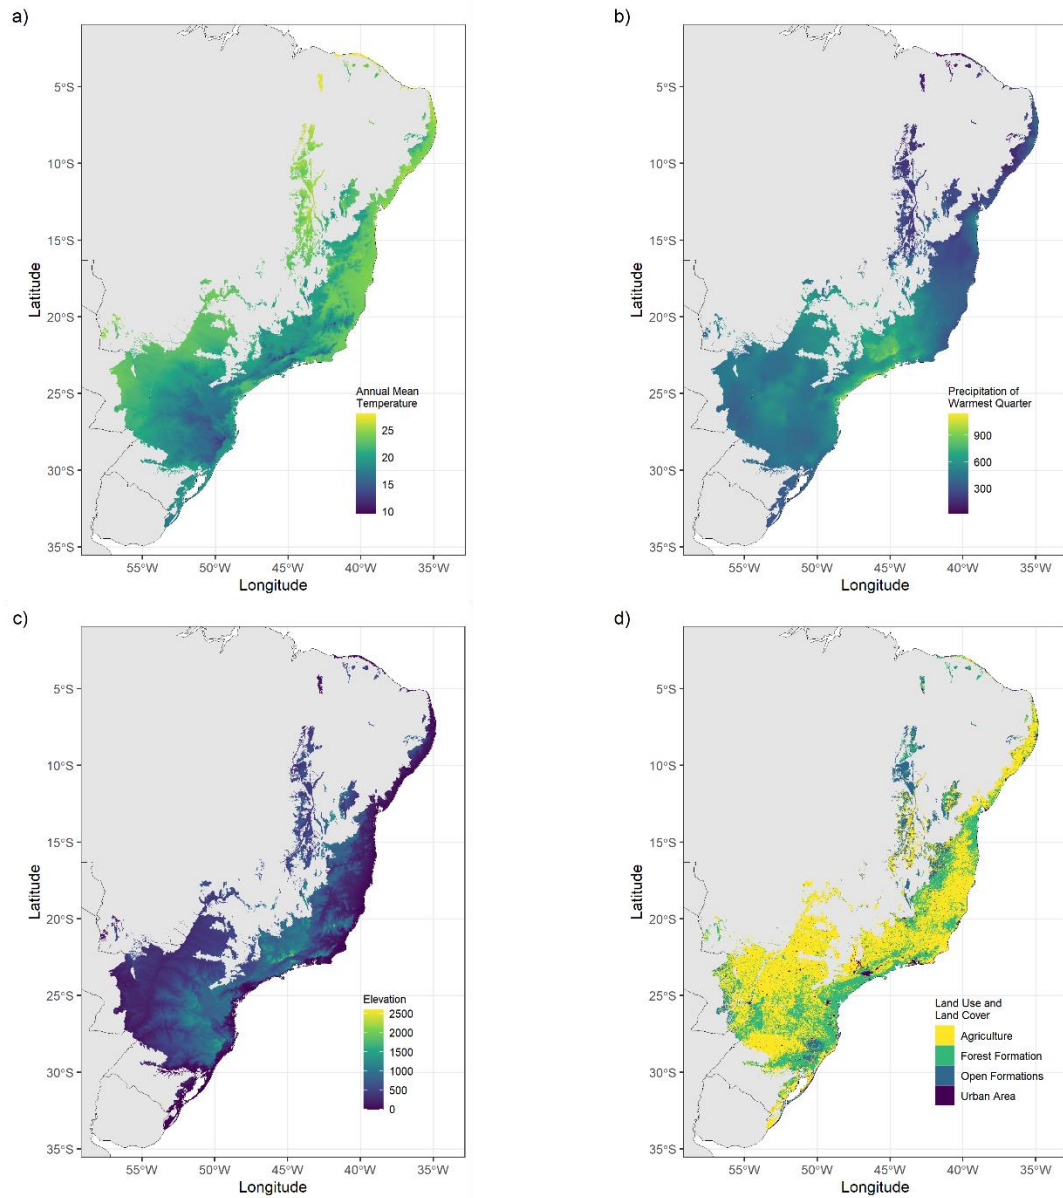 a)
5°S
10°S
15°S
20°S
25°S
30°S
35°S
Latitude
Annual Mean
Temperature
25
20
15
10
55°W 50°W 45°W 40°W 35°W
Longitude
b)
5°S
10°S
15°S
20°S
25°S
30°S
35°S
Latitude
Precipitation of
Warmest Quarter
900
600
300
55°W 50°W 45°W 40°W 35°W
Longitude
c)
5°S
10°S
15°S
20°S
25°S
30°S
35°S
Latitude
Elevation
2500
2000
1500
1000
500
0
55°W 50°W 45°W 40°W 35°W
Longitude
d)
5°S
10°S
15°S
20°S
25°S
30°S
35°S
Latitude
Land Use and
Land Cover
Agriculture
Forest Formation
Open Formations
Urban Area
55°W 50°W 45°W 40°W 35°W
Longitude